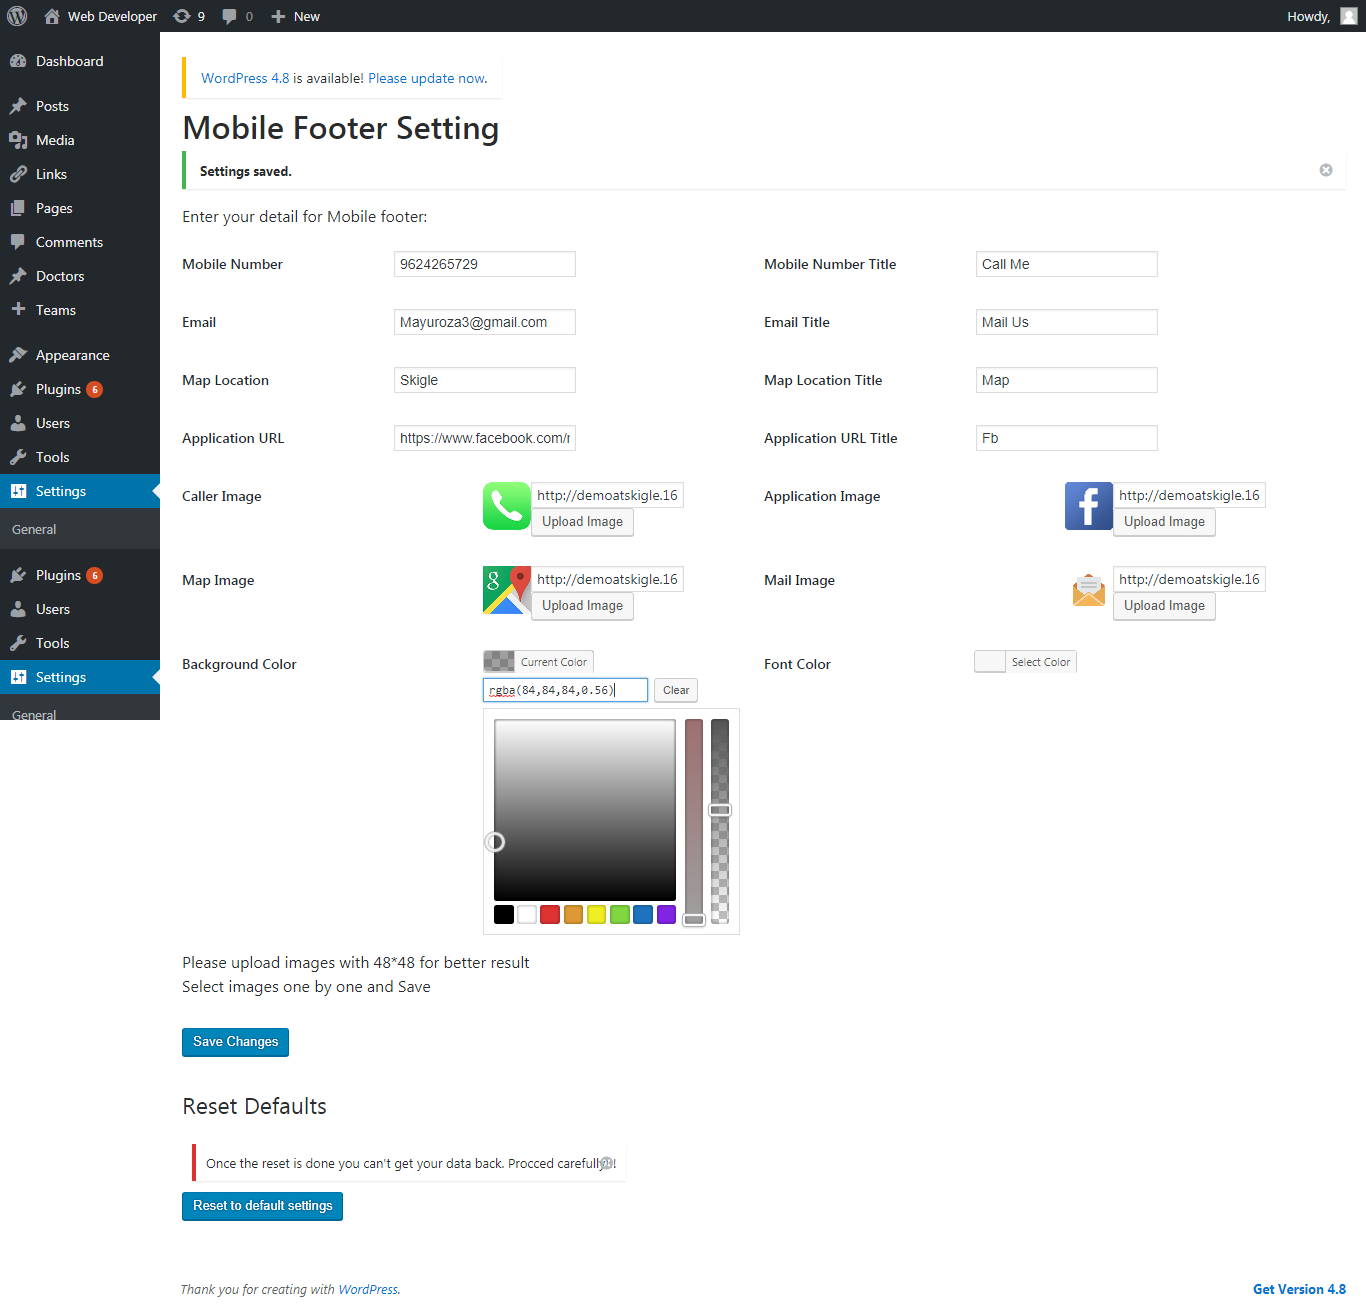 Web Developer 9 0 New Howdy,
Dashboard
Posts
Media
Links
Pages
Comments
Doctors
Teams
Appearance
Plugins 6
Users
Tools
Settings
General
Plugins 6
Users
Tools
Settings
General
WordPress 4.8 is available! Please update now.
Mobile Footer Setting
Settings saved.
Enter your detail for Mobile footer:
Mobile Number 9624265729 Mobile Number Title Call Me
Email Mayuroza3@gmail.com Email Title Mail Us
Map Location Skigle Map Location Title Map
Application URL https://www.facebook.com/ Application URL Title Fb
Caller Image http://demoatskigle.16 Application Image http://demoatskigle.16
Upload Image Upload Image
Map Image http://demoatskigle.16 Mail Image http://demoatskigle.16
Upload Image Upload Image
Background Color Current Color Font Color Select Color
rgba(84,84,84,0.56) Clear
Please upload images with 48*48 for better result
Select images one by one and Save
Save Changes
Reset Defaults
Once the reset is done you can't get your data back. Procced carefully!!
Reset to default settings
Thank you for creating with WordPress. Get Version 4.8